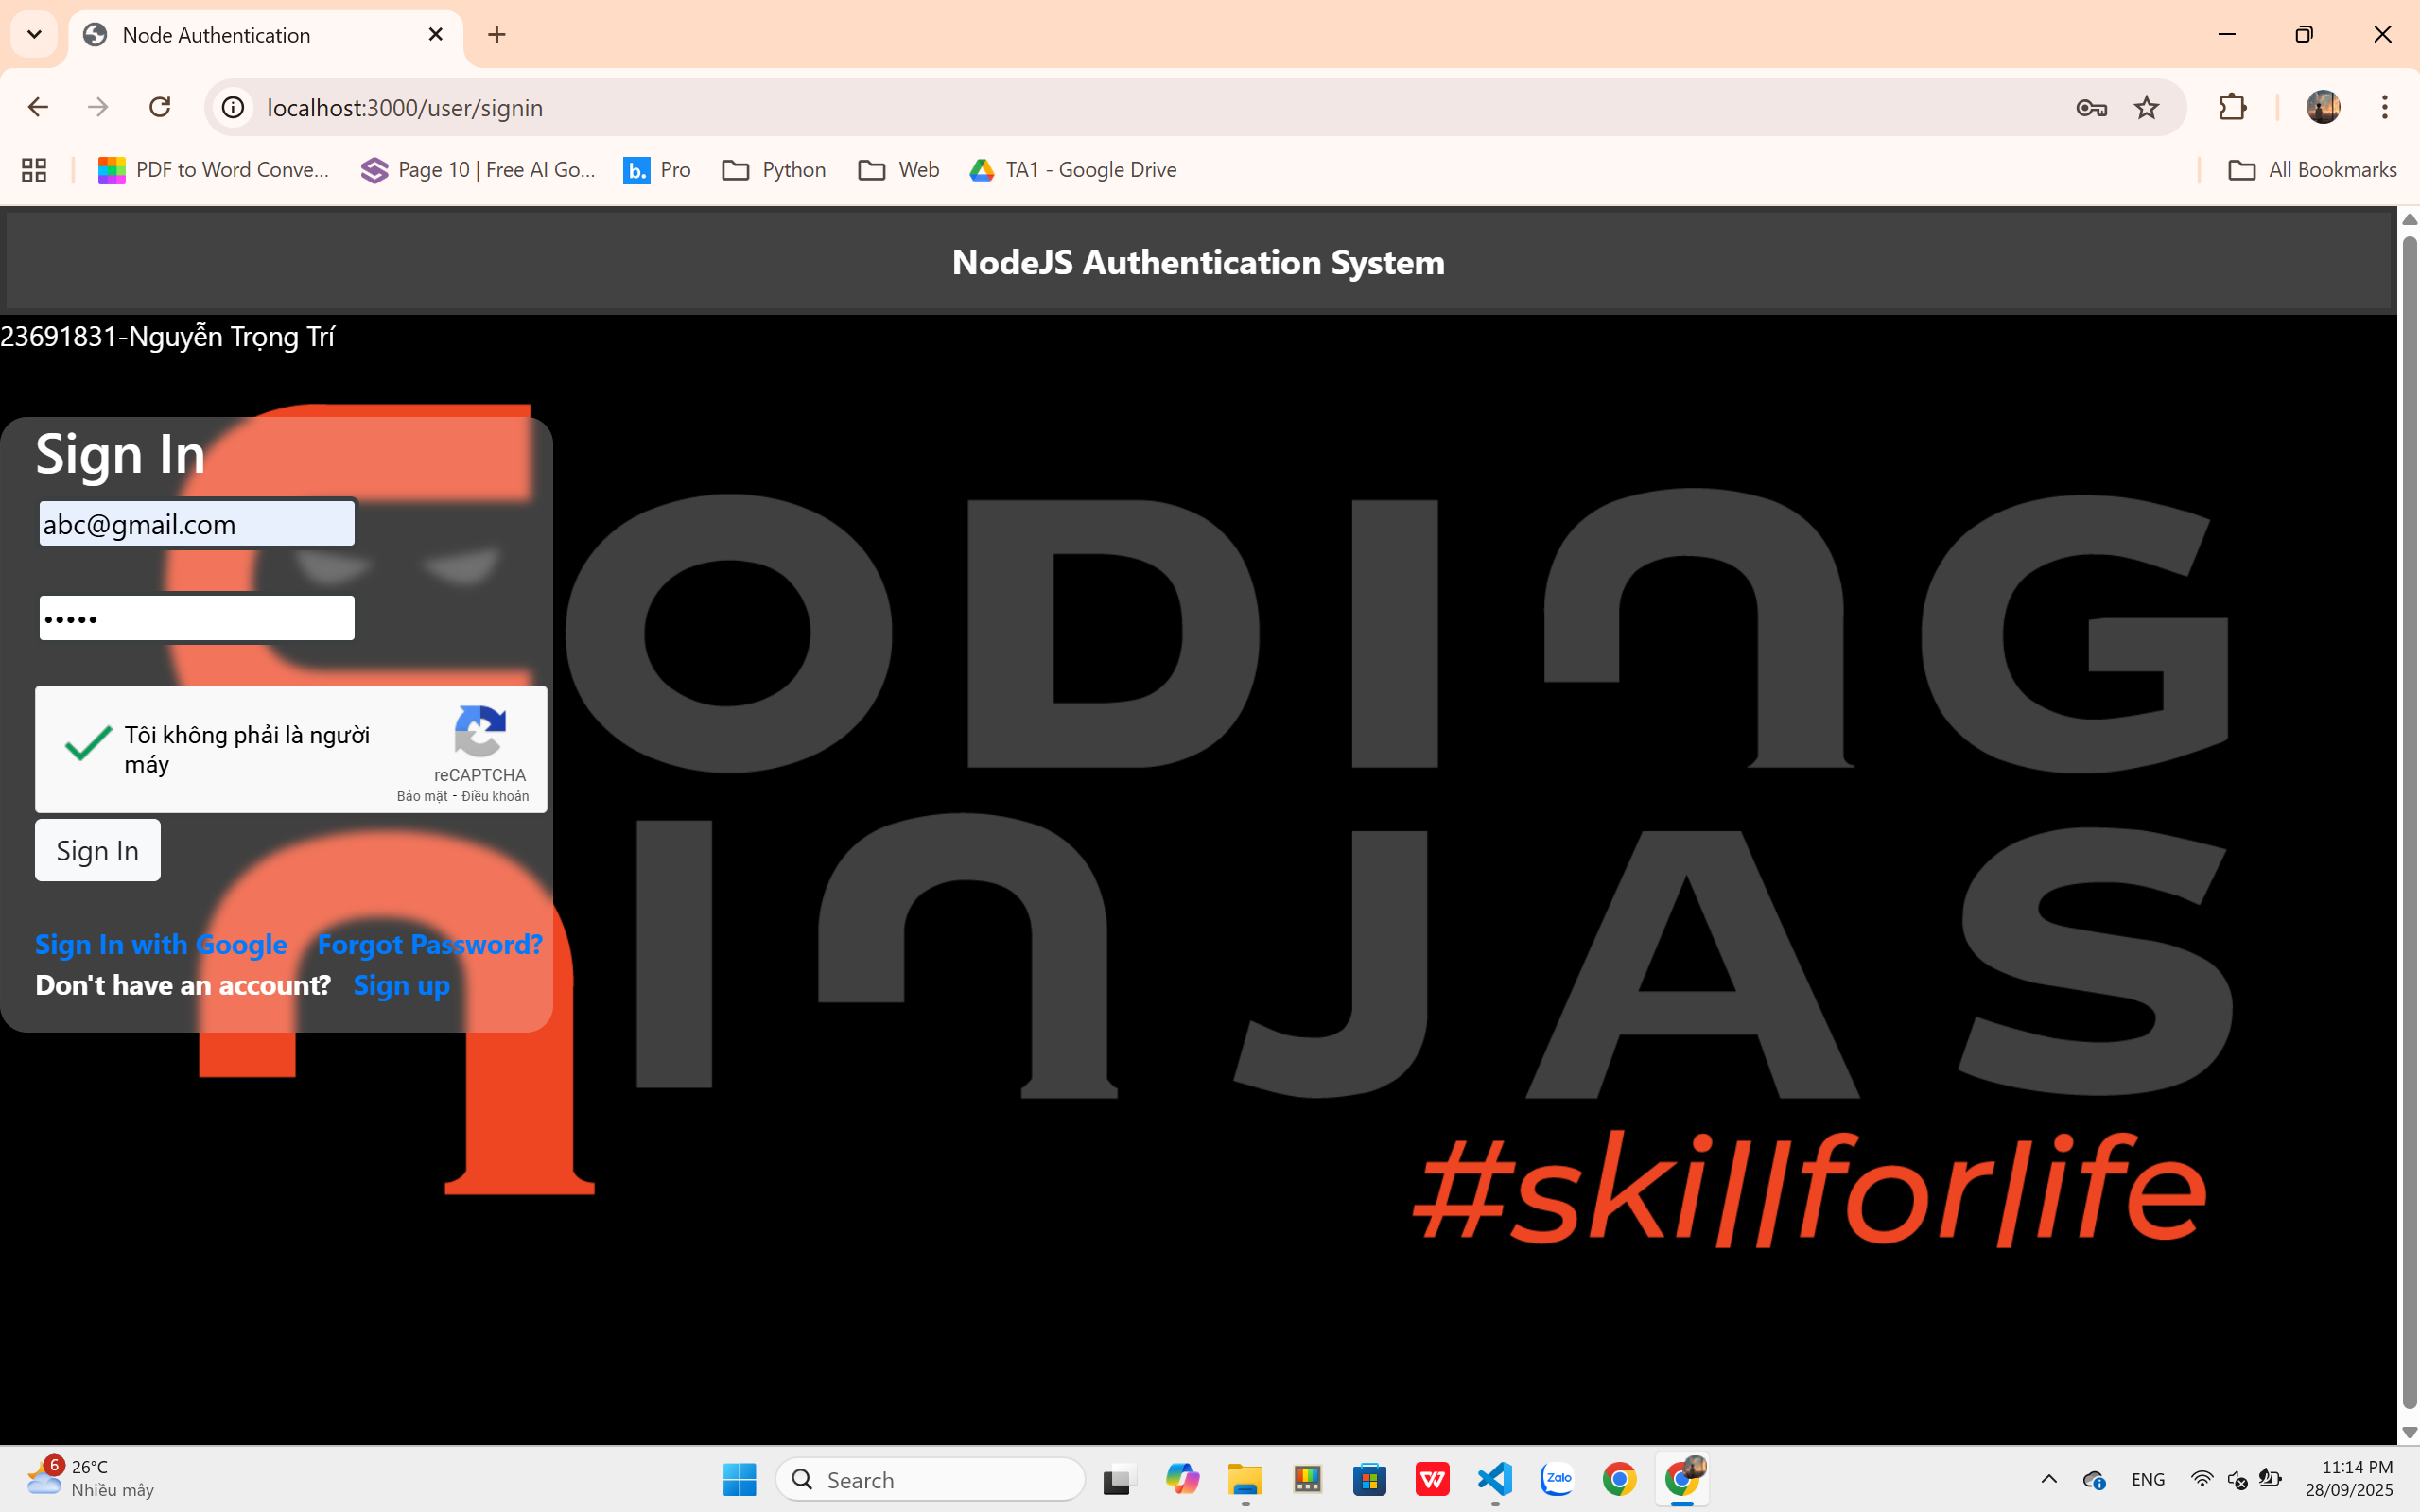 Node Authentication
localhost:3000/user/signin
PDF to Word Conve...
Page 10 | Free AI Go...
b.
Pro
Python
Web
TA1 - Google Drive
All Bookmarks
NodeJS Authentication System
23691831-Nguyễn Trọng Trí
Sign In
abc@gmail.com
•••••
Tôi không phải là người
máy
reCAPTCHA
Bảo mật - Điều khoản
Sign In
Sign In with Google Forgot Password?
Don't have an account? Sign up
CODING
NINJAS
#skillforlife
6
26°C
Nhiều mây
Search
W
Zalo
ENG
11:14 PM
28/09/2025